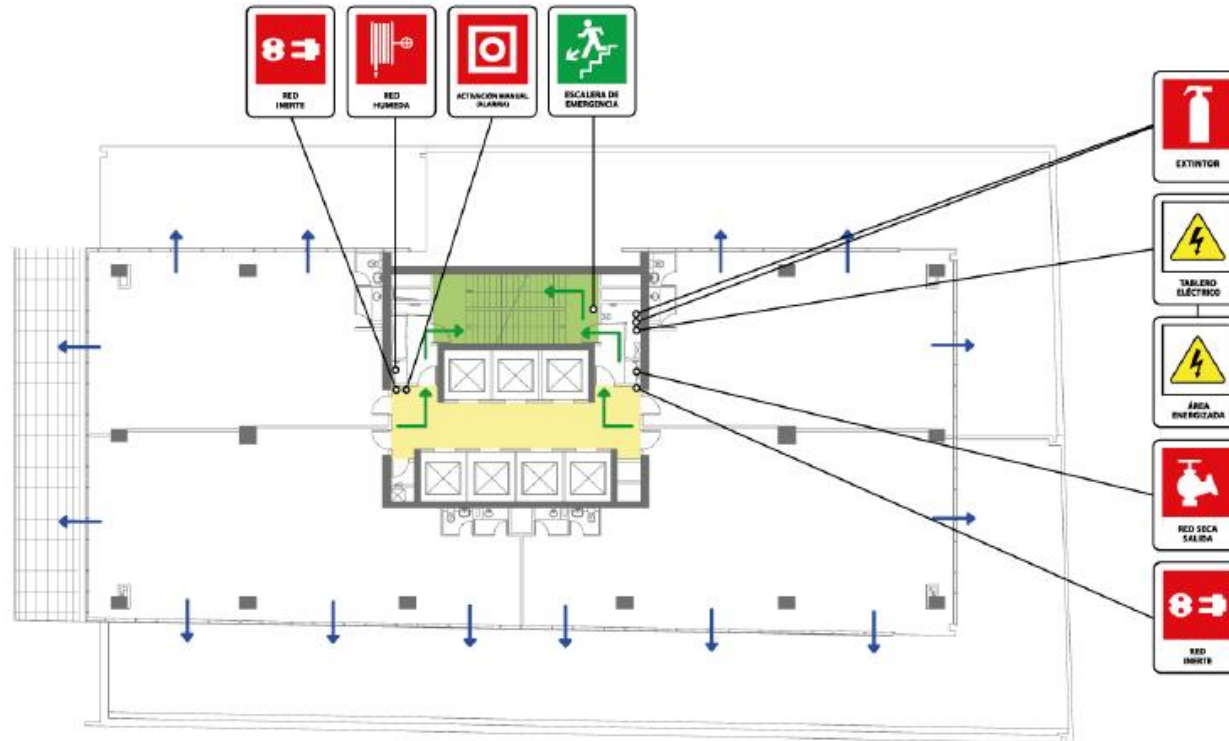 RED
INERTE
RED
HUMEDA
ACTIVACIÓN MANUAL
(ALARMA)
ESCALERA DE
EMERGENCIA
EXTINTOR
TABLERO
ELÉCTRICO
ÁREA
ENERGIZADA
RED SECA
SALIDA
RED
INERTE